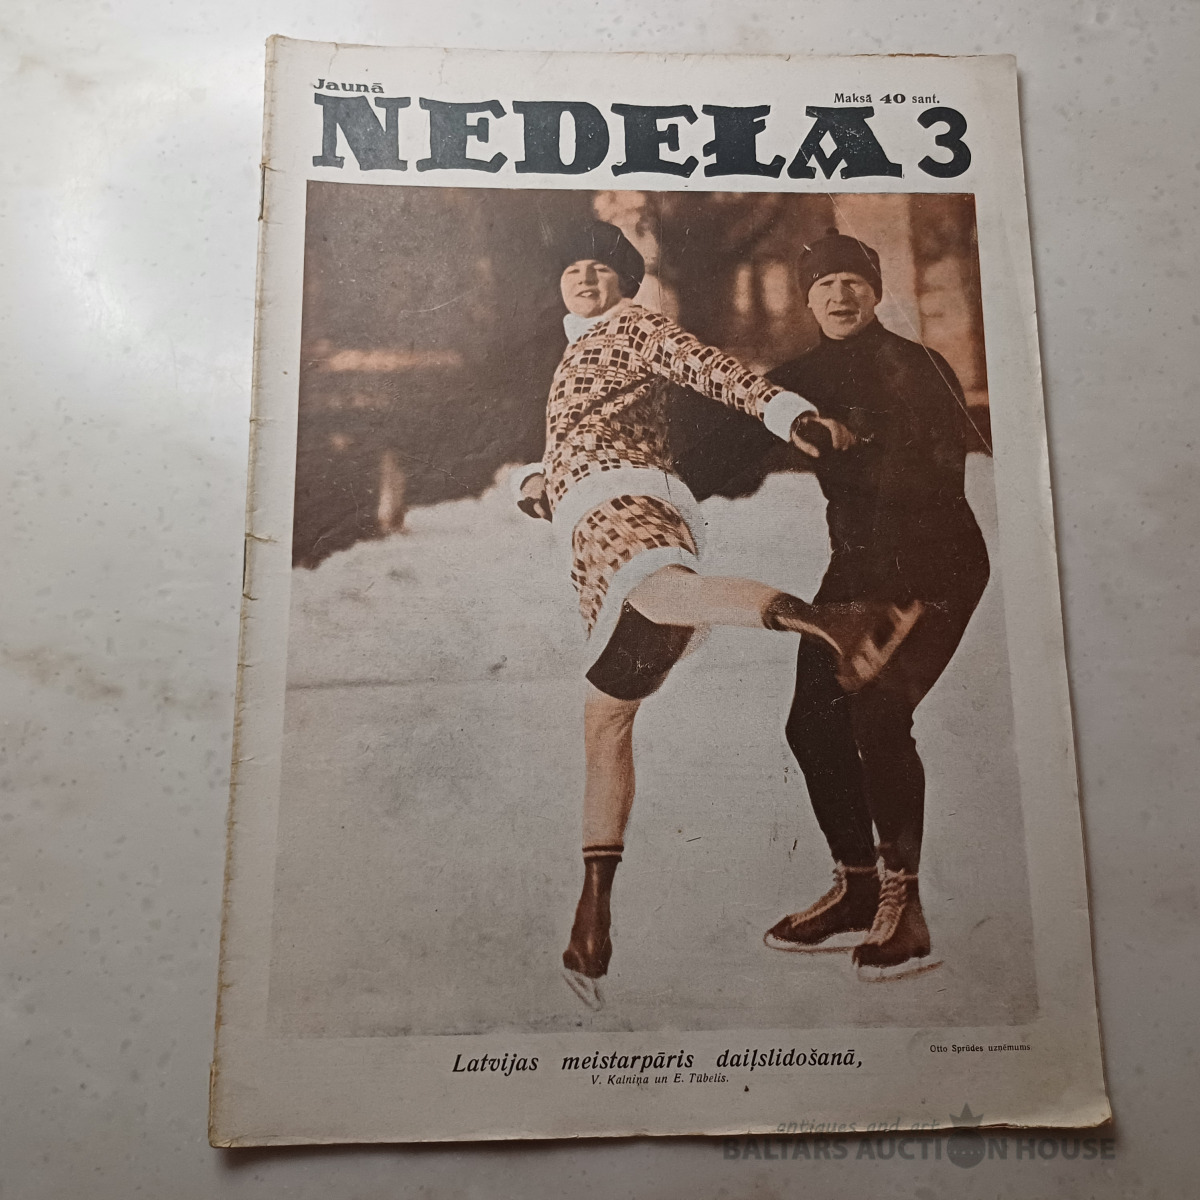 Jaunā
Maksā 40 sant.
NEDEŁA 3
Otto Sprūdes uzņēmums.
Latvijas meistarpāris daiļslidošanā,
V. Kalniņa un E. Tūbelis.
antiques and art
BALTARS AUCTION HOUSE